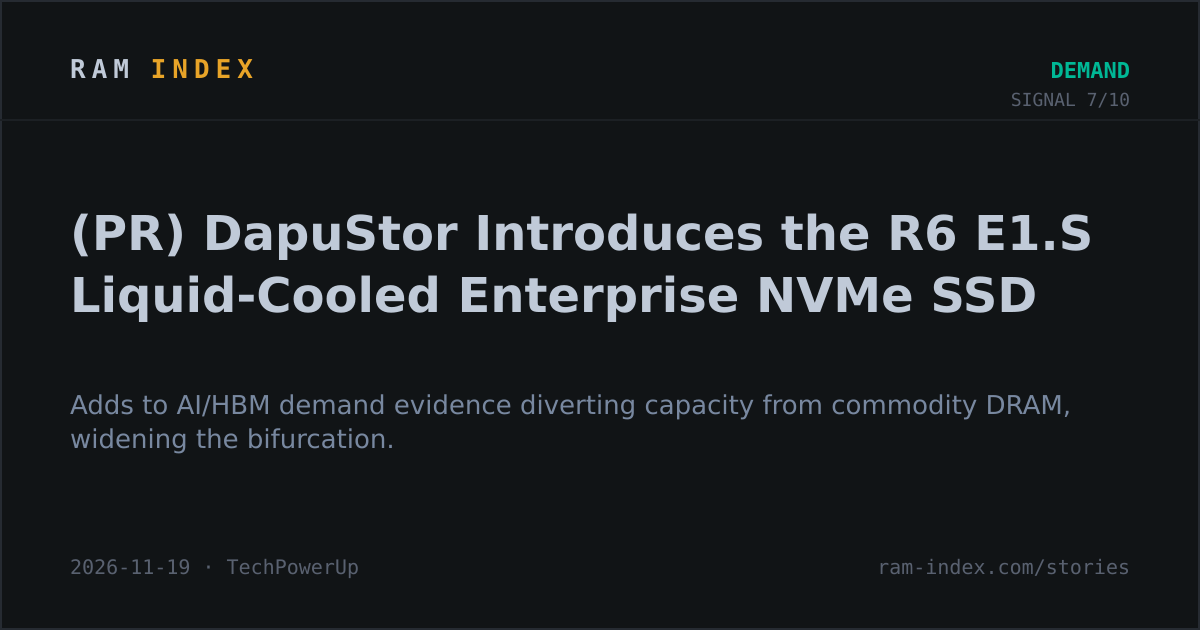 RAM INDEX
DEMAND
SIGNAL 7/10
(PR) DapuStor Introduces the R6 E1.S
Liquid-Cooled Enterprise NVMe SSD
Adds to AI/HBM demand evidence diverting capacity from commodity DRAM,
widening the bifurcation.
2026-11-19 · TechPowerUp
ram-index.com/stories